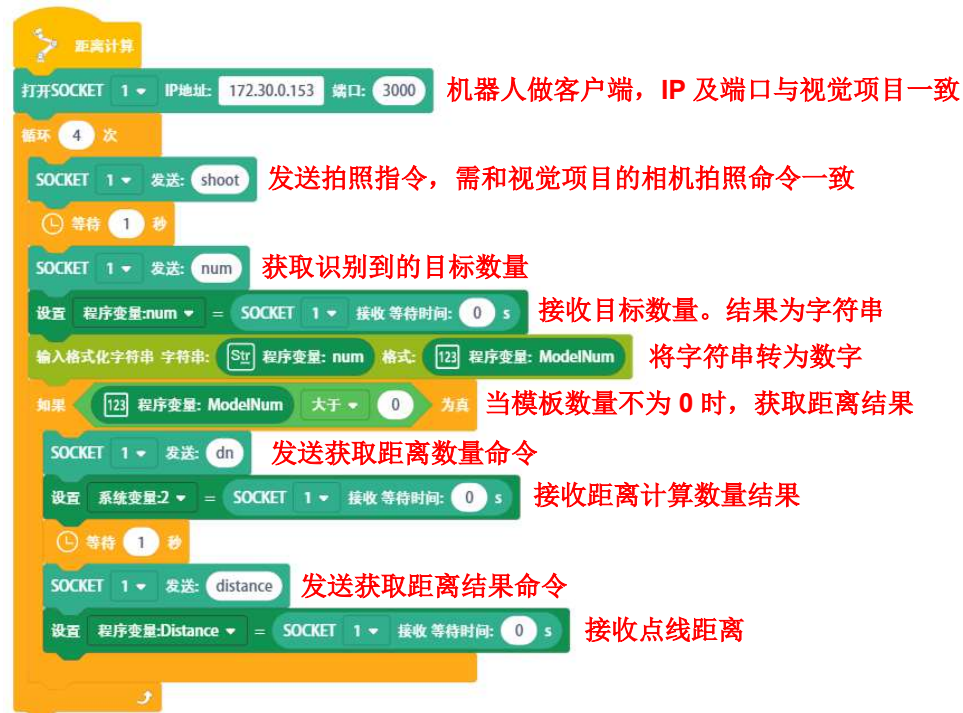 距离计算
打开SOCKET 1 IP地址: 172.30.0.153 端口: 3000 机器人做客户端，IP 及端口与视觉项目一致
循环 4 次
SOCKET 1 发送: shoot 发送拍照指令，需和视觉项目的相机拍照命令一致
等待 1 秒
SOCKET 1 发送: num 获取识别到的目标数量
设置 程序变量:num = SOCKET 1 接收 等待时间: 0 s 接收目标数量。结果为字符串
输入格式化字符串 字符串: Str 程序变量: num 格式: 123 程序变量: ModelNum 将字符串转为数字
如果 123 程序变量: ModelNum 大于 0 为真 当模板数量不为 0 时，获取距离结果
SOCKET 1 发送: dn 发送获取距离数量命令
设置 系统变量:2 = SOCKET 1 接收 等待时间: 0 s 接收距离计算数量结果
等待 1 秒
SOCKET 1 发送: distance 发送获取距离结果命令
设置 程序变量:Distance = SOCKET 1 接收 等待时间: 0 s 接收点线距离